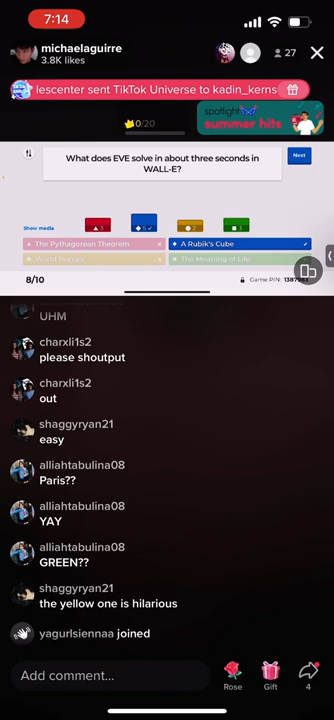 7:14
michaelaguirre
3.8K likes
27
lescenter sent TikTok Universe to kadin_kerns
0/20
spotlight
summer hits
What does EVE solve in about three seconds in
WALL-E?
Next
Show media
3
5
2
3
The Pythagorean Theorem
A Rubik's Cube
World Hunger
The Meaning of Life
8/10
Game PIN:
UHM
charxli1s2
please shoutput
charxli1s2
out
shaggyryan21
easy
alliahtabulina08
Paris??
alliahtabulina08
YAY
alliahtabulina08
GREEN??
shaggyryan21
the yellow one is hilarious
yagurlsiennaa joined
Add comment...
Rose
Gift
4